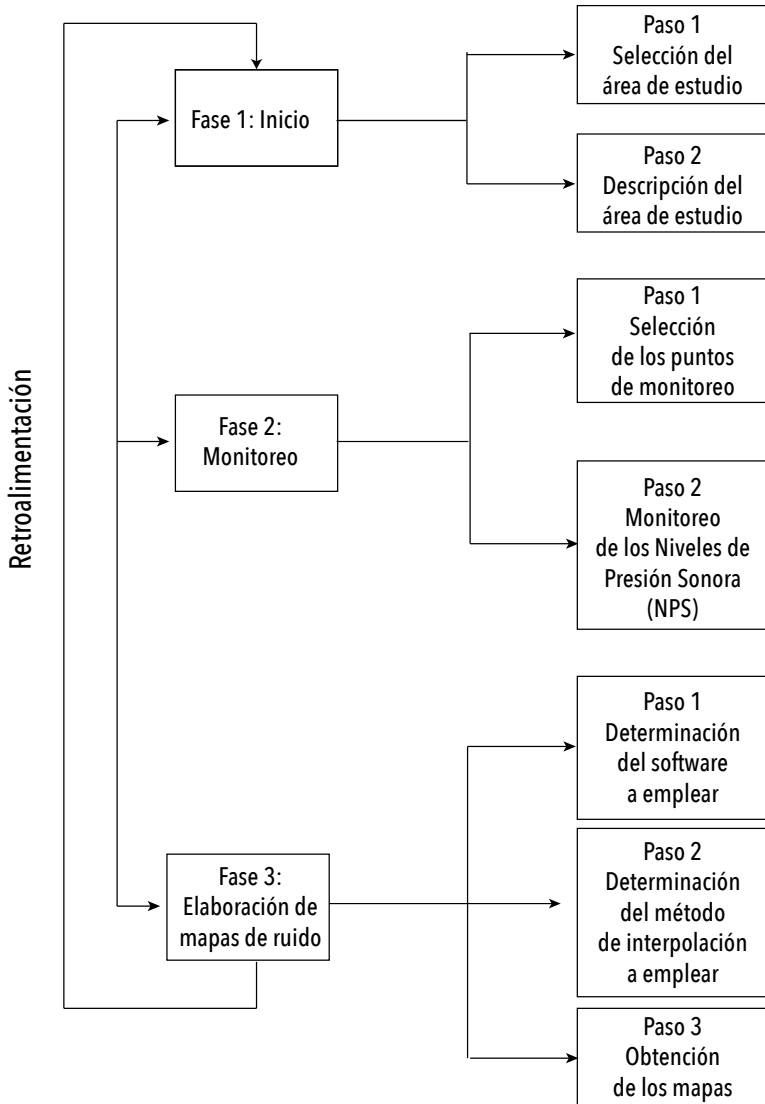 Retroalimentación
Fase 1: Inicio
Paso 1
Selección del
área de estudio
Paso 2
Descripción del
área de estudio
Fase 2:
Monitoreo
Paso 1
Selección
de los puntos
de monitoreo
Paso 2
Monitoreo
de los Niveles de
Presión Sonora
(NPS)
Fase 3:
Elaboración de
mapas de ruido
Paso 1
Determinación
del software
a emplear
Paso 2
Determinación
del método
de interpolación
a emplear
Paso 3
Obtención
de los mapas